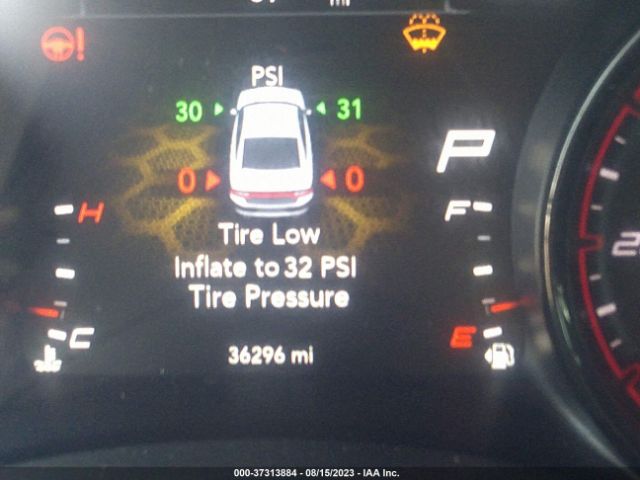 mi
PSI
30 31
P
0 0
H F
Tire Low
Inflate to 32 PSI
Tire Pressure
C E
36296 mi
000-37313884 - 08/15/2023 - IAA Inc.